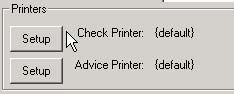 Printers
Setup Check Printer: {default}
Setup Advice Printer: {default}